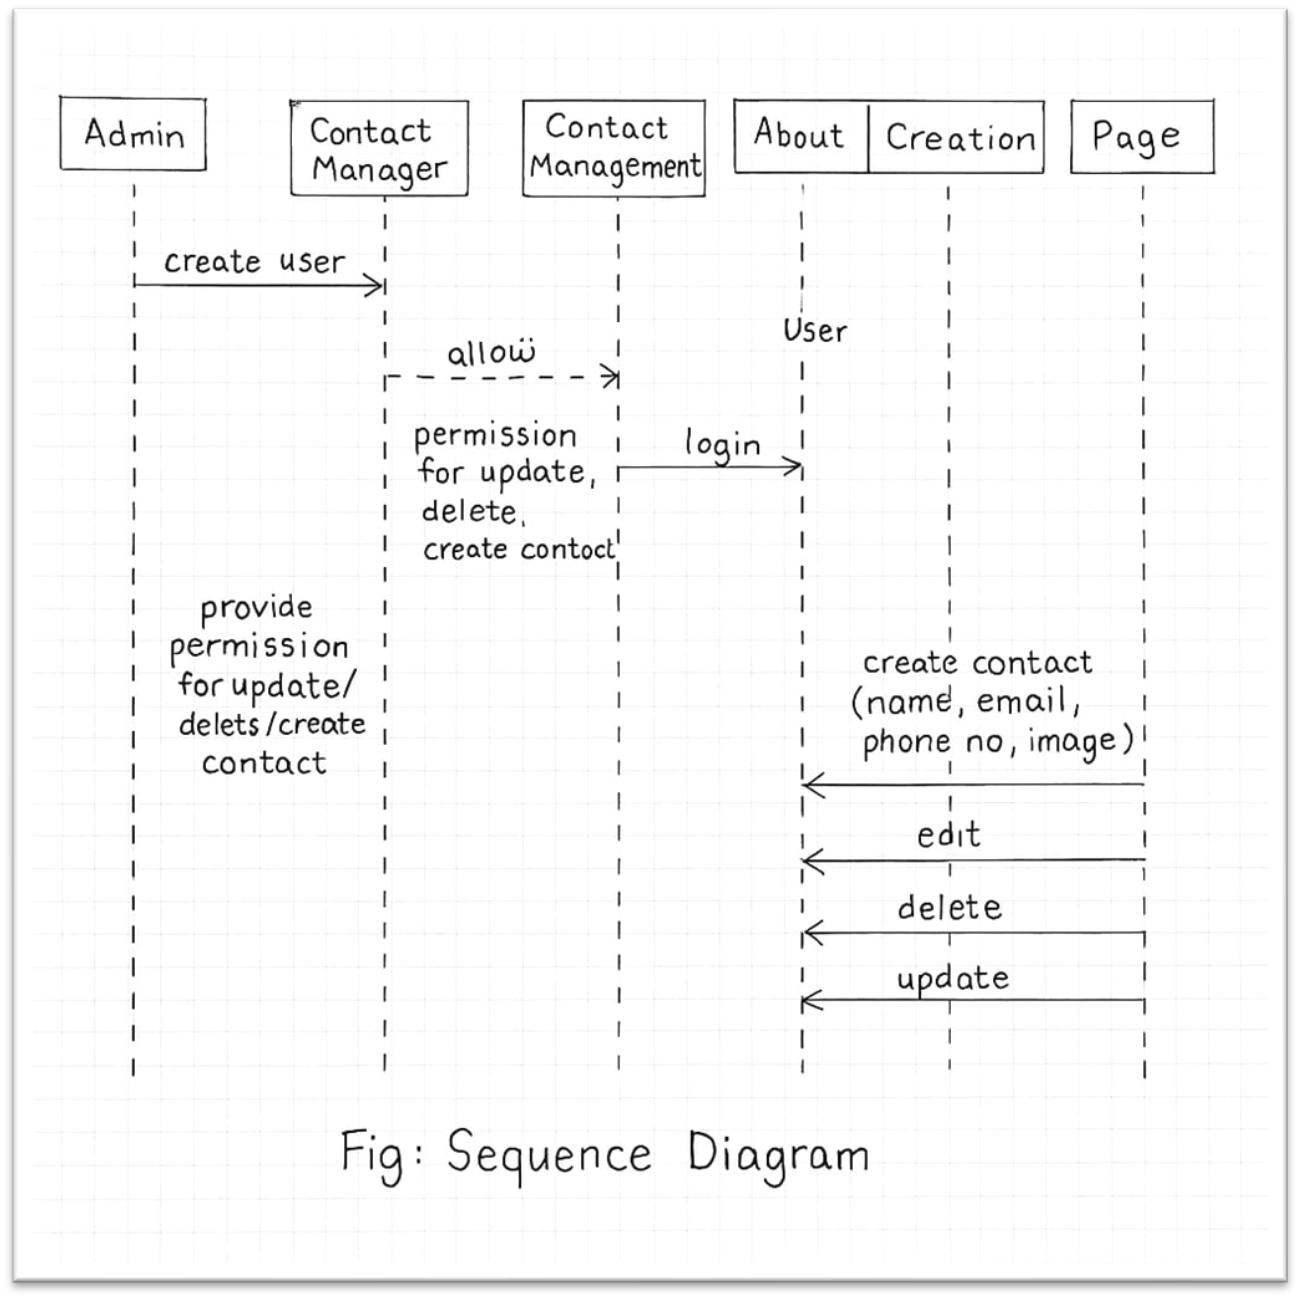 Admin
Contact
Manager
Contact
Management
About
Creation
Page
create user
User
alloẅ
permission
for update,
delete,
create contoct
login
provide
permission
for update/
delets/create
contact
create contact
(name, email,
phone no, image)
edit
delete
update
Fig: Sequence Diagram